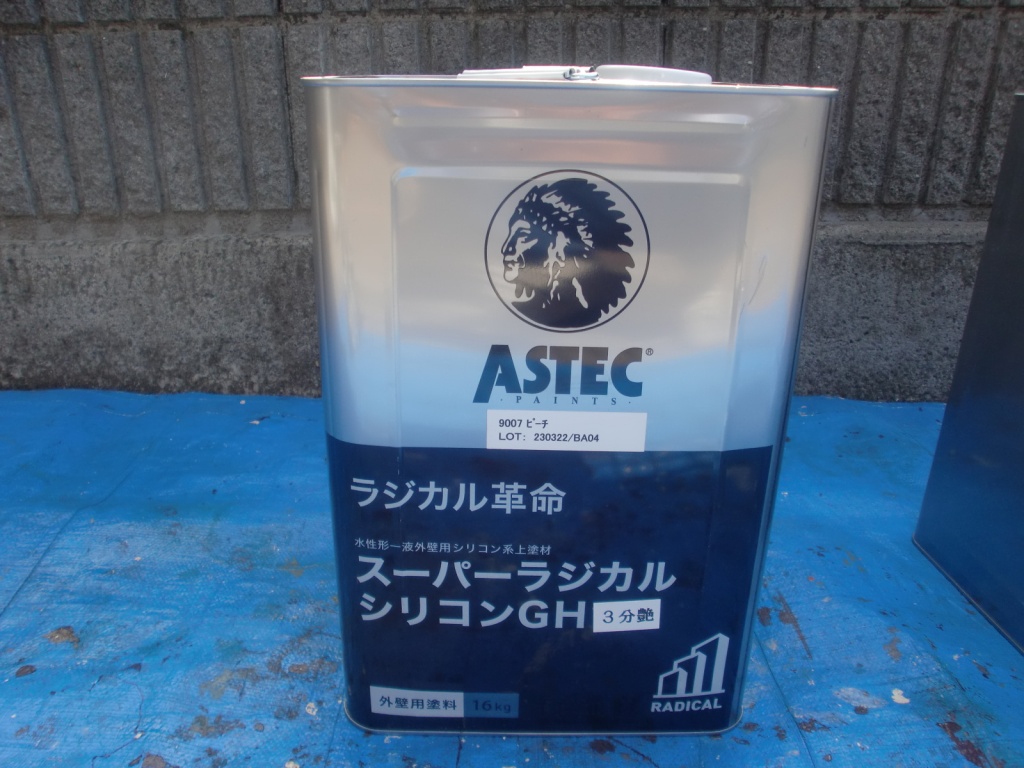 ASTEC®
PAINTS
9007 ピーチ
LOT: 230322/BA04
ラジカル革命
水性形一液外壁用シリコン系上塗材
スーパーラジカル
シリコンGH 3分艶
外壁用塗料 16kg
RADICAL